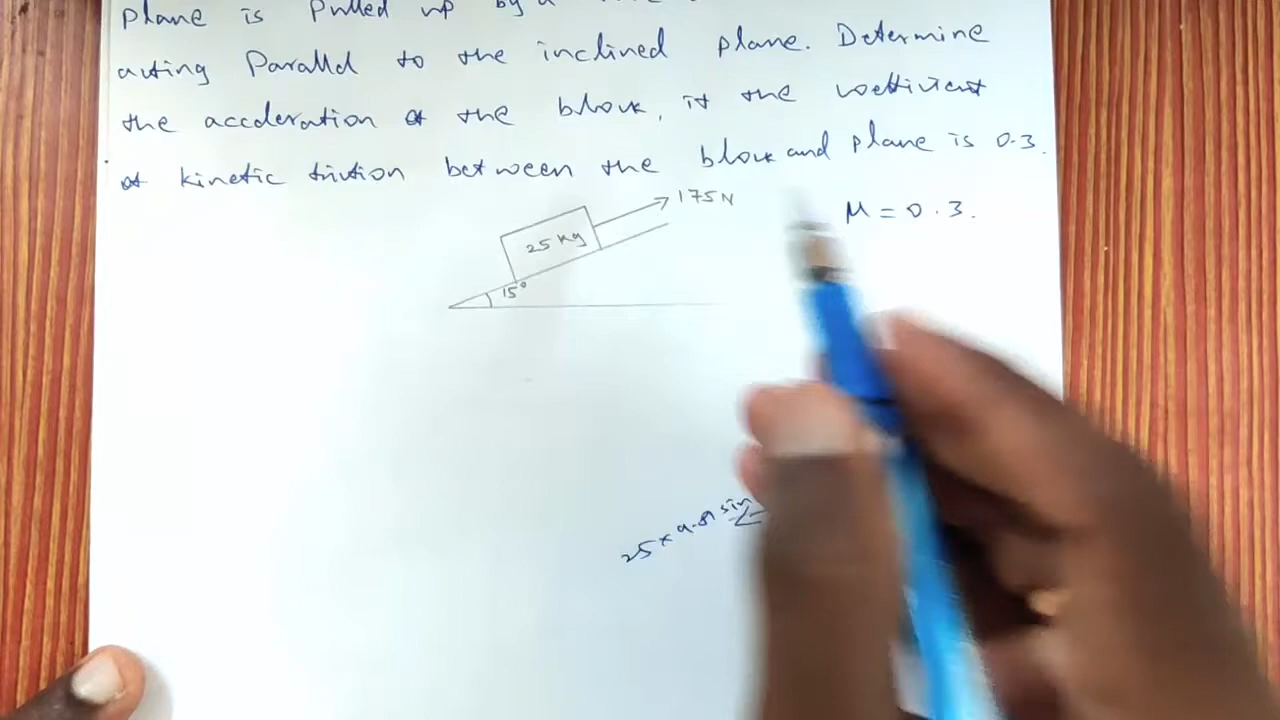 plane is pulled up by a
acting Parallel to the inclined plane. Determine
the acceleration of the block, if the coefficient
of kinetic friction between the block and plane is 0.3.
175N
μ = 0.3.
25 kg
15°
25 × 9.81 sin